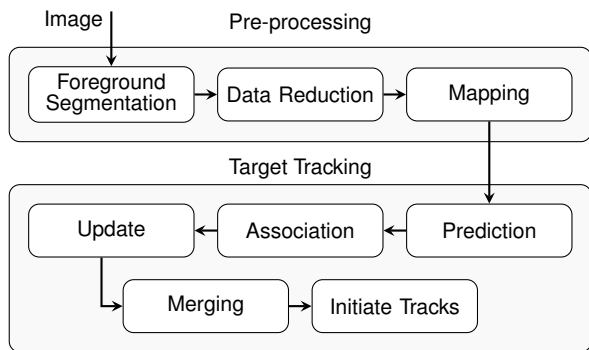 Image
Pre-processing
Foreground
Segmentation
Data Reduction
Mapping
Target Tracking
Update
Association
Prediction
Merging
Initiate Tracks